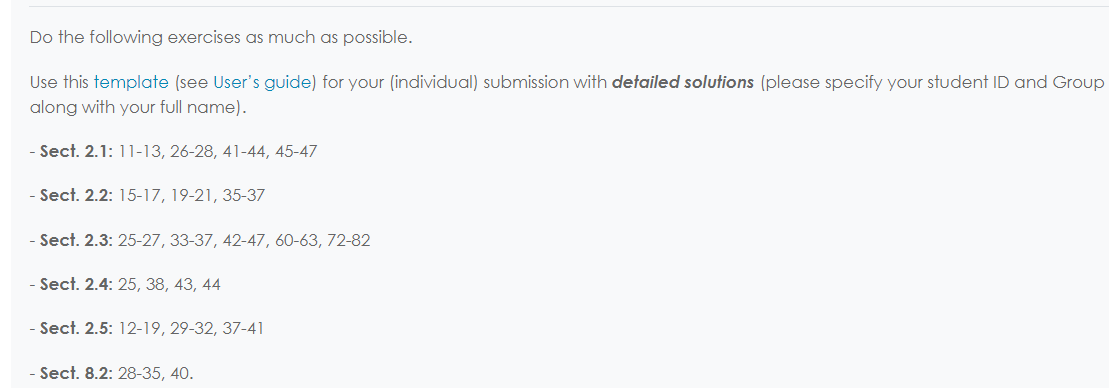 Do the following exercises as much as possible.
Use this template (see User's guide) for your (individual) submission with detailed solutions (please specify your student ID and Group
along with your full name).
- Sect. 2.1: 11-13, 26-28, 41-44, 45-47
- Sect. 2.2: 15-17, 19-21, 35-37
- Sect. 2.3: 25-27, 33-37, 42-47, 60-63, 72-82
- Sect. 2.4: 25, 38, 43, 44
- Sect. 2.5: 12-19, 29-32, 37-41
- Sect. 8.2: 28-35, 40.